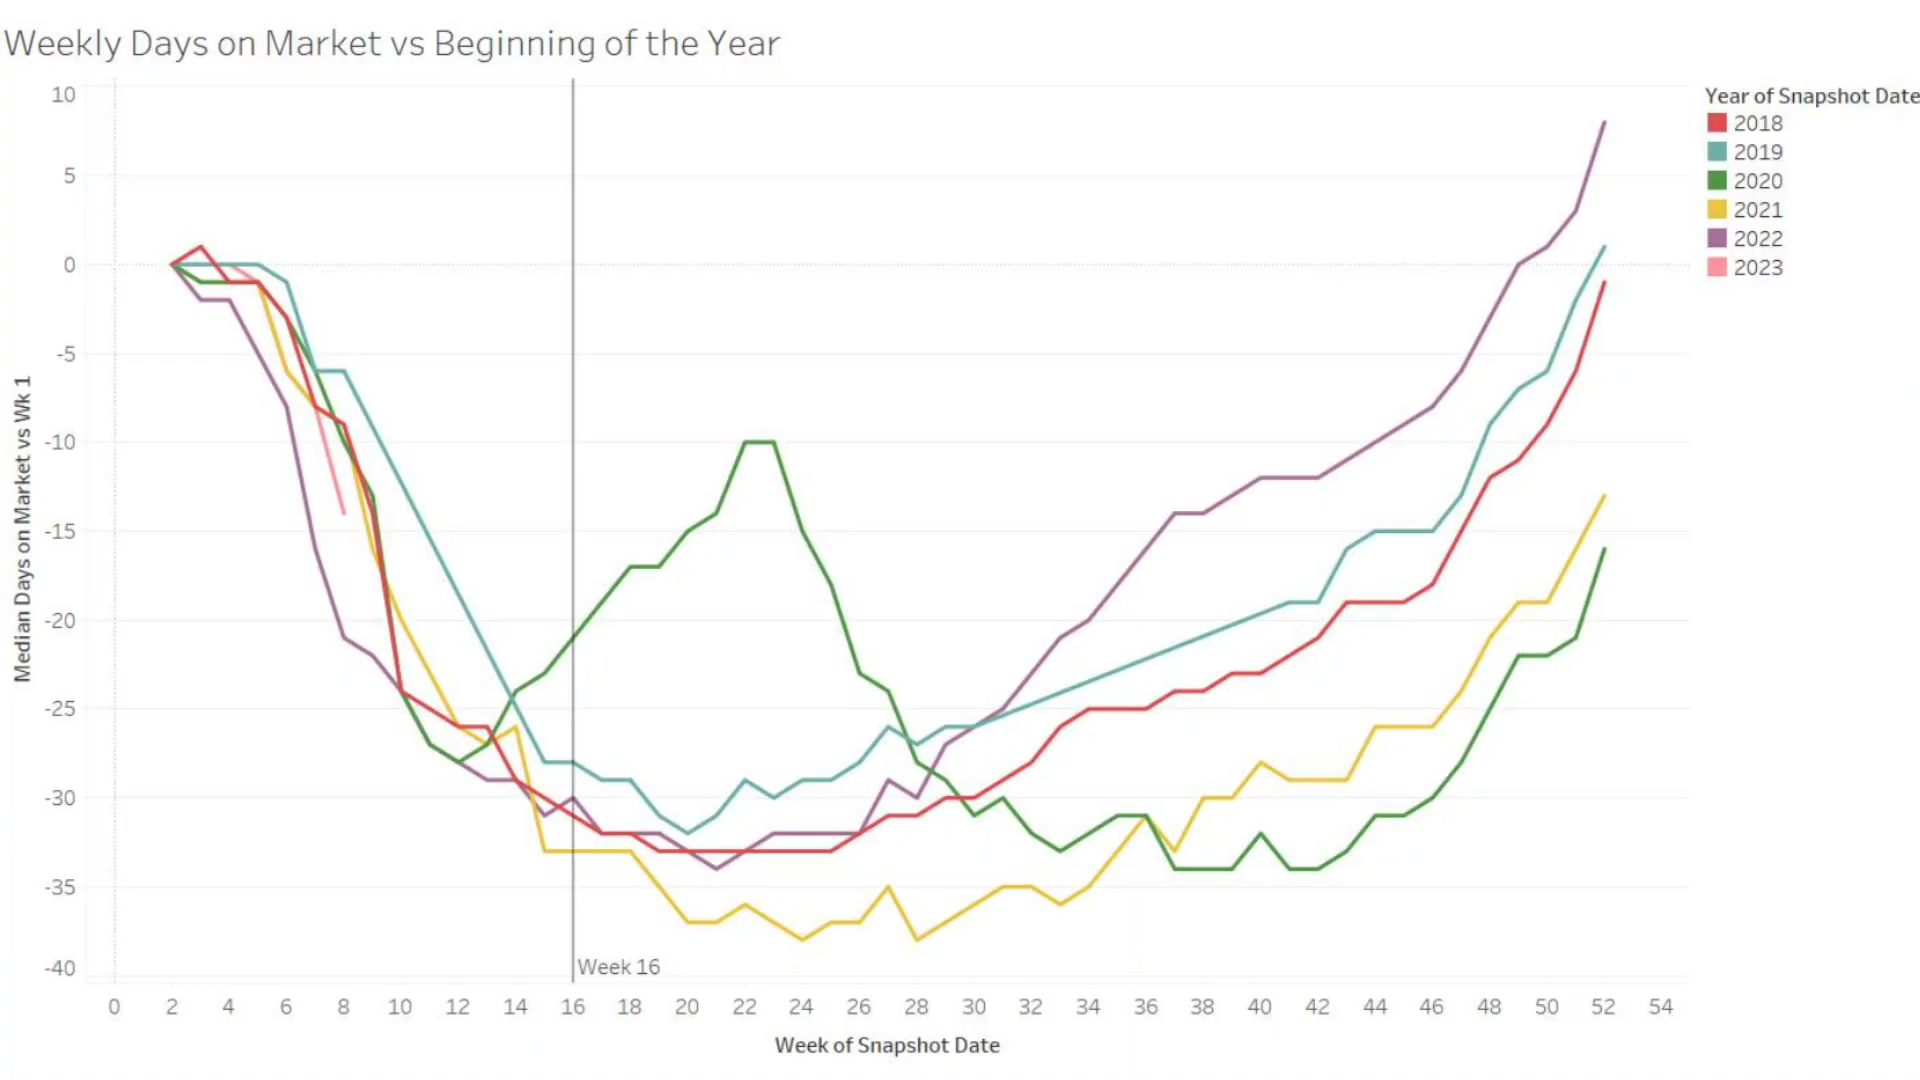 Weekly Days on Market vs Beginning of the Year
Year of Snapshot Date
2018
2019
2020
2021
2022
2023
Median Days on Market vs Wk 1
10
5
0
-5
-10
-15
-20
-25
-30
-35
-40
Week 16
0 2 4 6 8 10 12 14 16 18 20 22 24 26 28 30 32 34 36 38 40 42 44 46 48 50 52 54
Week of Snapshot Date